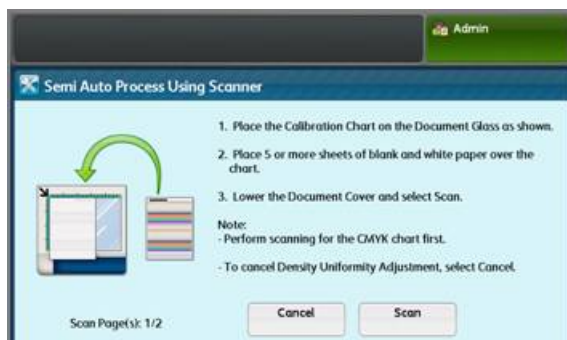 Admin
Semi Auto Process Using Scanner
1. Place the Calibration Chart on the Document Glass as shown.
2. Place 5 or more sheets of blank and white paper over the
chart.
3. Lower the Document Cover and select Scan.
Note:
- Perform scanning for the CMYK chart first.
- To cancel Density Uniformity Adjustment, select Cancel.
Scan Page(s): 1/2
Cancel
Scan